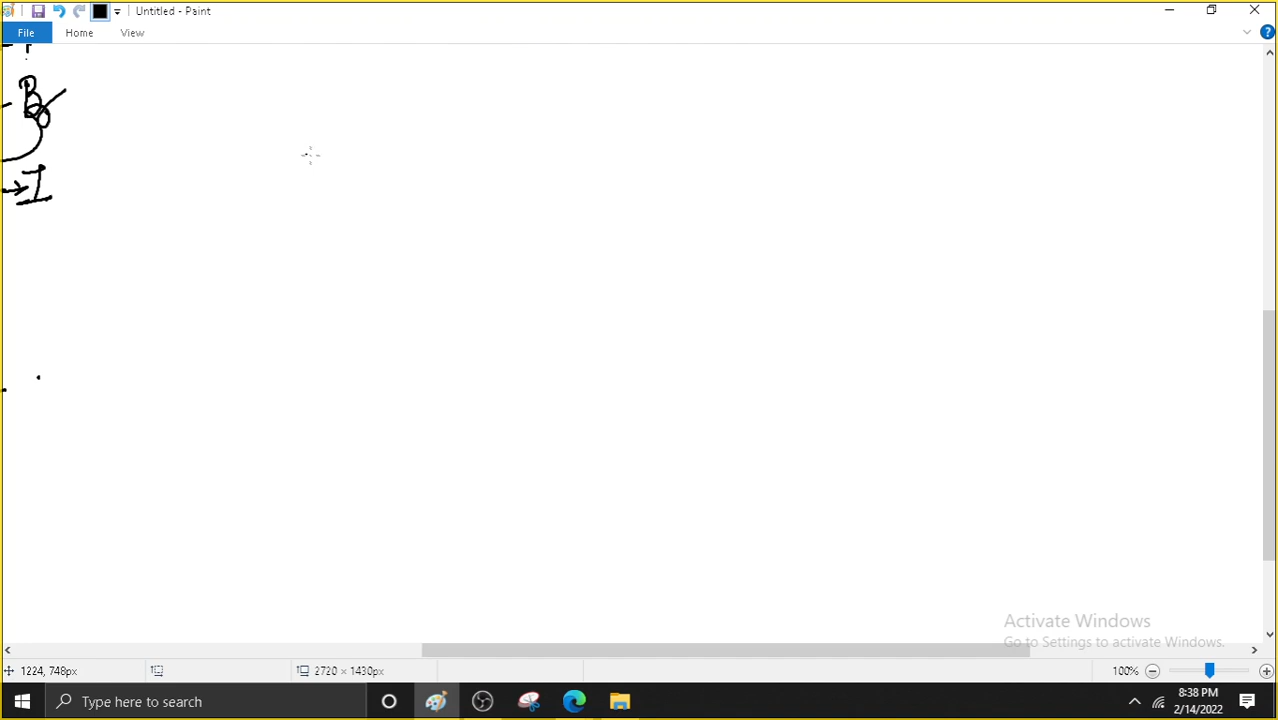 Untitled - Paint
File Home View
B
→ I
Activate Windows
Go to Settings to activate Windows.
1224, 748px 2720 × 1430px 100%
Type here to search
8:38 PM
2/14/2022